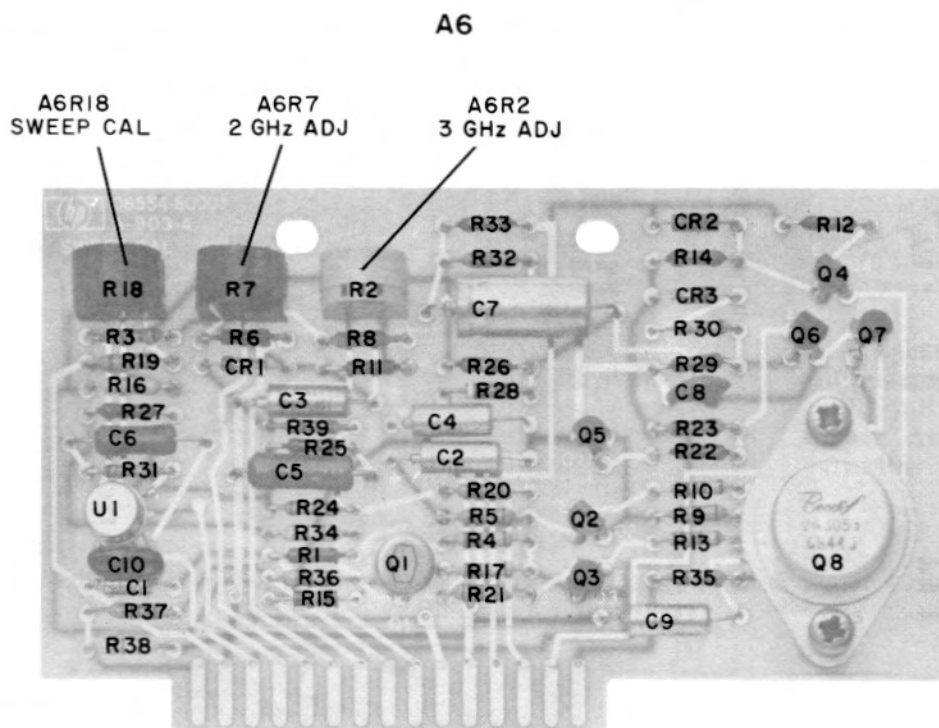 A6
A6R18
SWEEP CAL
A6R7
2 GHz ADJ
A6R2
3 GHz ADJ
hp
R33
CR2
R12
R32
R14
Q4
R18
R7
R2
C7
CR3
R3
R6
R8
R30
Q6
Q7
R19
CR1
R11
R26
R29
R16
R28
C8
C3
R27
C4
R39
R23
C6
R25
Q5
R22
R31
C5
C2
U1
R24
R20
R10
R5
Q2
R9
R34
R4
R13
C10
R1
Q1
Q8
R36
R17
Q3
R35
C1
R15
R21
R37
C9
R38